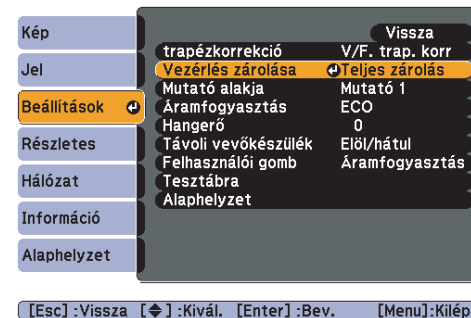 Kép
Jel
Beállítások
Részletes
Hálózat
Információ
Alaphelyzet
Vissza
trapézkorrekció V/F. trap. korr
Vezérlés zárolása Teljes zárolás
Mutató alakja Mutató 1
Áramfogyasztás ECO
Hangerő 0
Távoli vevőkészülék Elöl/hátul
Felhasználói gomb Áramfogyasztás
Tesztábra
Alaphelyzet
[Esc] :Vissza [◆] :Kivál. [Enter] :Bev. [Menu]:Kilép